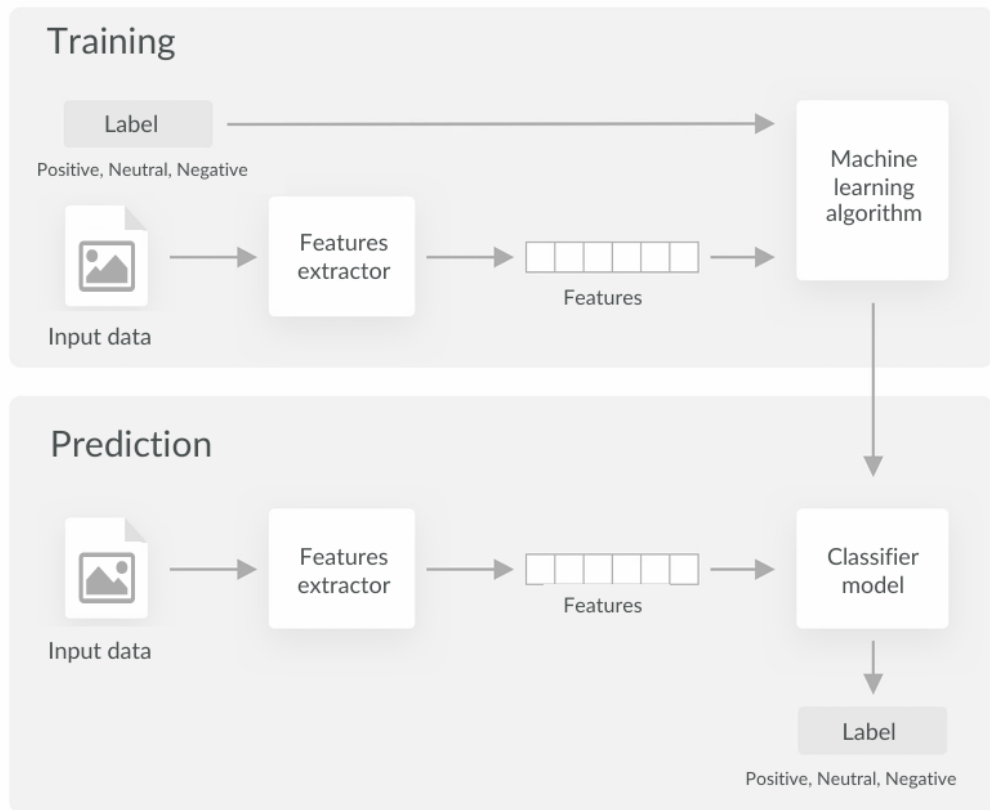 Training
Label
Positive, Neutral, Negative
Machine
learning
algorithm
Features
extractor
Features
Input data
Prediction
Features
extractor
Features
Classifier
model
Input data
Label
Positive, Neutral, Negative